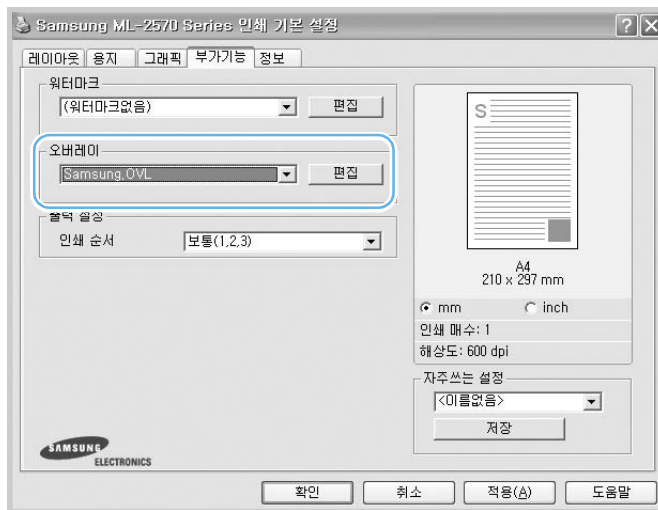 Samsung ML-2570 Series 인쇄 기본 설정
레이아웃 용지 그래픽 부가기능 정보
워터마크
(워터마크없음) 편집
오버레이
Samsung.OVL 편집
출력 설정
인쇄 순서 보통(1,2,3)
S
A4
210 x 297 mm
mm inch
인쇄 매수: 1
해상도: 600 dpi
자주쓰는 설정
<이름없음>
저장
SAMSUNG
ELECTRONICS
확인 취소 적용(A) 도움말